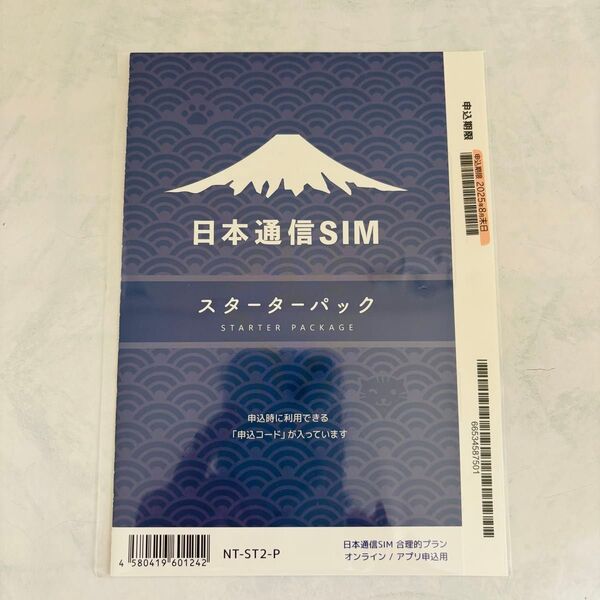 日本通信SIM
スターターパック
STARTER PACKAGE
申込時に利用できる
「申込コード」が入っています
4 580419 601242
NT-ST2-P
日本通信SIM 合理的プラン
オンライン / アプリ申込用
申込期限
申込期限 2025年8月末日
66534587501